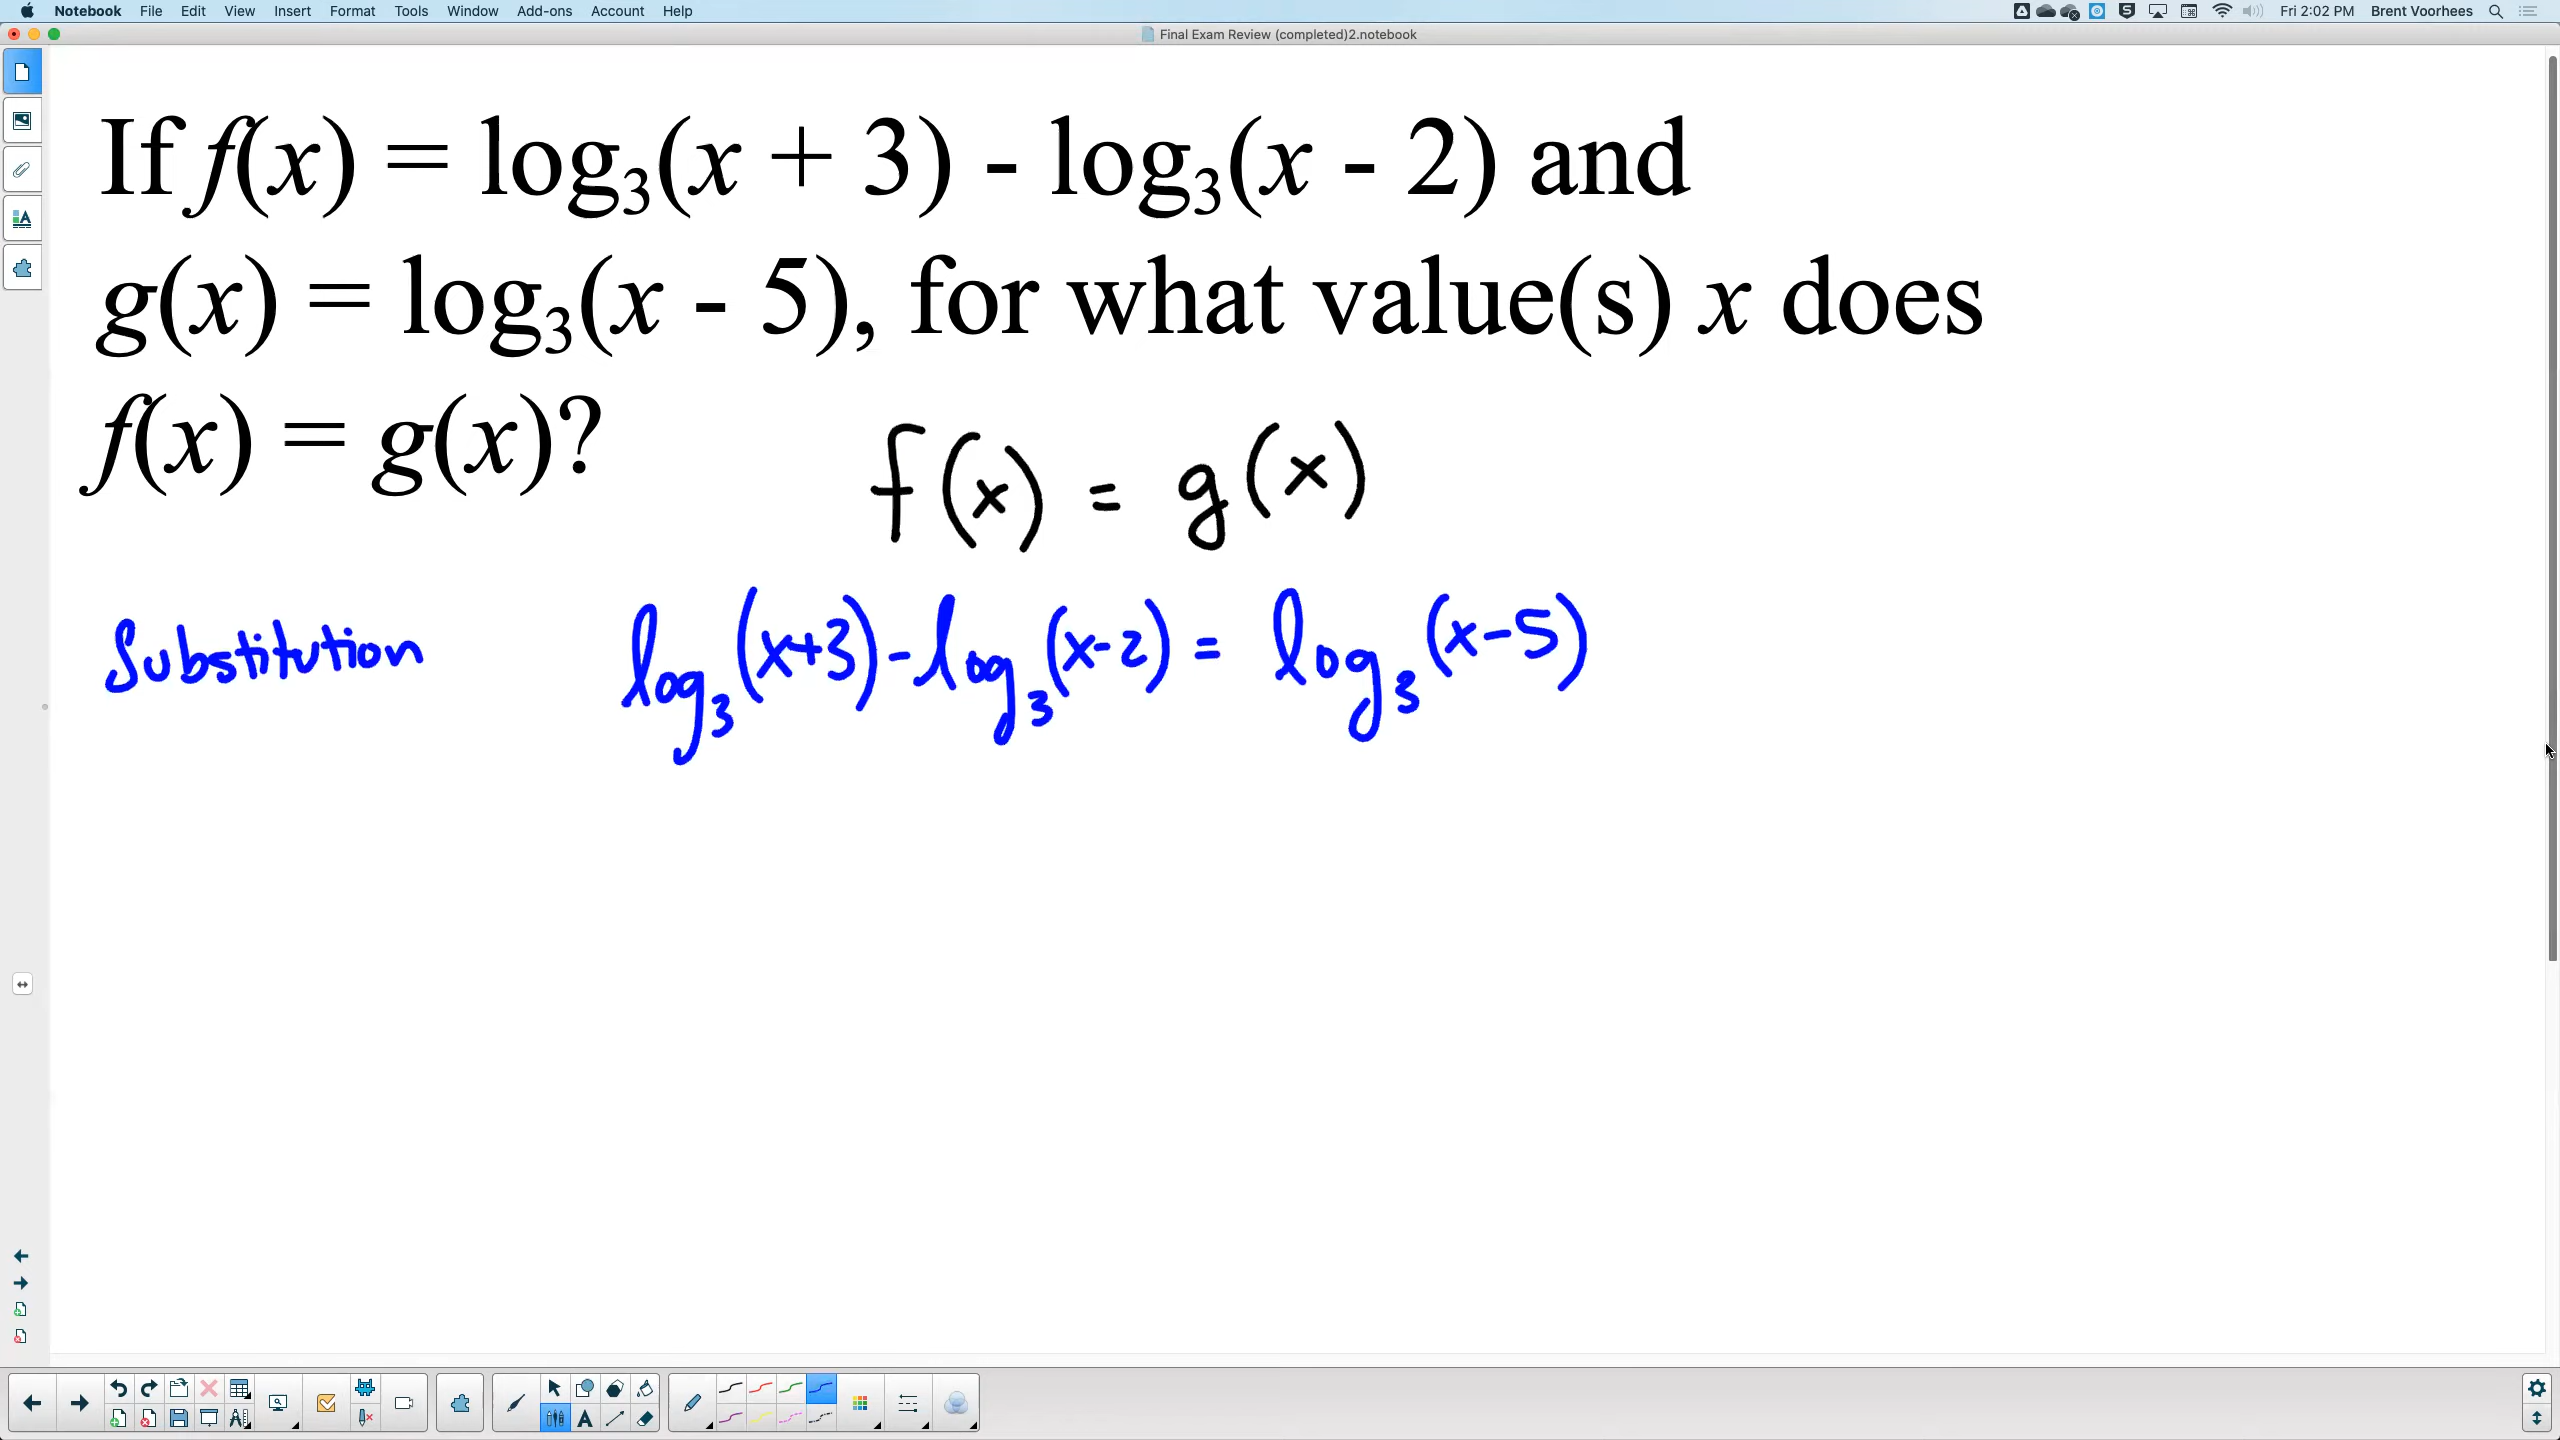 Notebook File Edit View Insert Format Tools Window Add-ons Account Help Fri 2:02 PM Brent Voorhees
Final Exam Review (completed)2.notebook
If f(x) = log₃(x + 3) - log₃(x - 2) and
g(x) = log₃(x - 5), for what value(s) x does
f(x) = g(x)?
f(x) = g(x)
Substitution log₃(x+3)-log₃(x-2) = log₃(x-5)